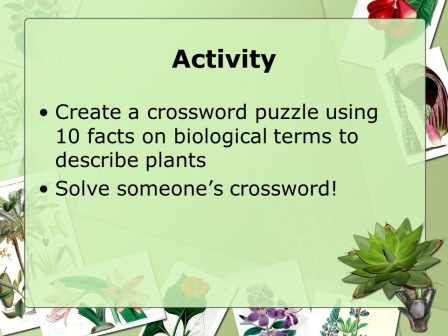 Activity
• Create a crossword puzzle using
10 facts on biological terms to
describe plants
• Solve someone’s crossword!